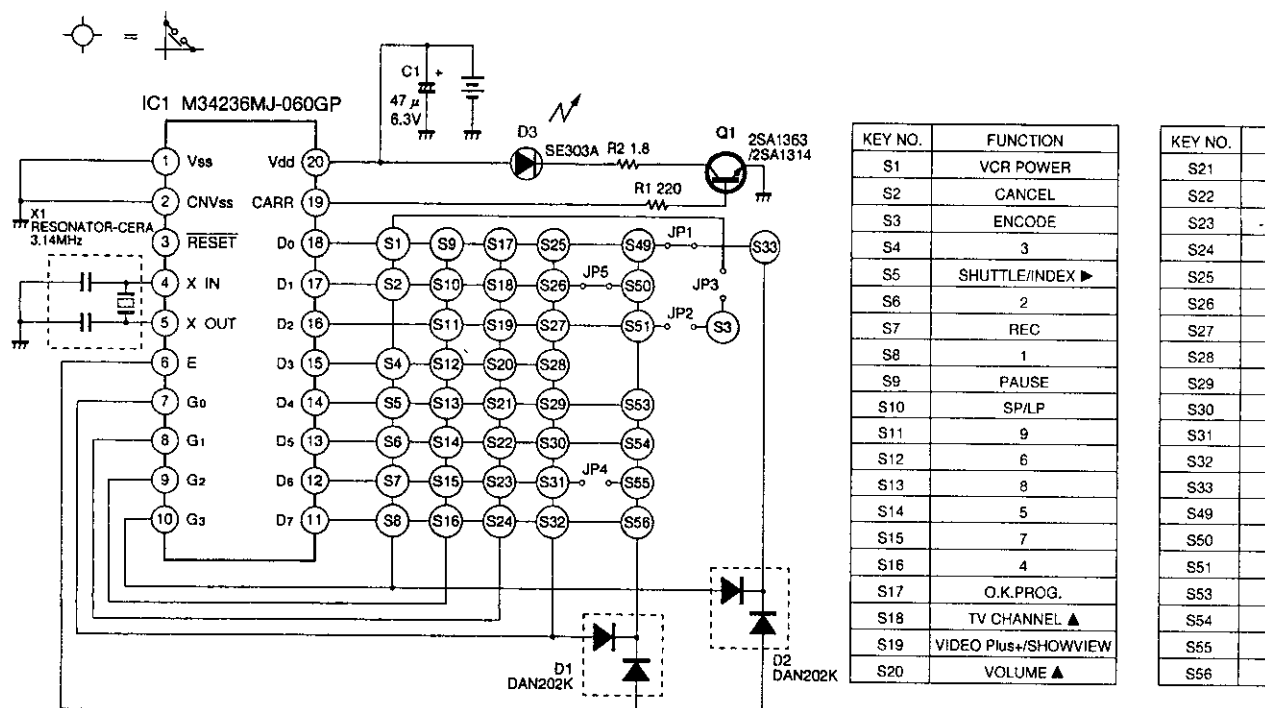 =
IC1 M34236MJ-060GP
C1 +
47 μ
6.3V
D3
SE303A
R2 1.8
Q1
2SA1363
/2SA1314
R1 220
X1
RESONATOR-CERA
3.14MHz
1 Vss
2 CNVss
3 RESET
4 X IN
5 X OUT
6 E
7 G0
8 G1
9 G2
10 G3
Vdd 20
CARR 19
D0 18 S1 S9 S17 S25 S49 JP1 S33
D1 17 S2 S10 S18 S26 JP5 S50 JP3
D2 16 S11 S19 S27 S51 JP2 S3
D3 15 S4 S12 S20 S28
D4 14 S5 S13 S21 S29 S53
D5 13 S6 S14 S22 S30 S54
D6 12 S7 S15 S23 S31 JP4 S55
D7 11 S8 S16 S24 S32 S56
D1
DAN202K
D2
DAN202K
KEY NO. FUNCTION
S1 VCR POWER
S2 CANCEL
S3 ENCODE
S4 3
S5 SHUTTLE/INDEX ▶
S6 2
S7 REC
S8 1
S9 PAUSE
S10 SP/LP
S11 9
S12 6
S13 8
S14 5
S15 7
S16 4
S17 O.K.PROG.
S18 TV CHANNEL ▲
S19 VIDEO Plus+/SHOWVIEW
S20 VOLUME ▲
KEY NO.
S21
S22
S23 -
S24
S25
S26
S27
S28
S29
S30
S31
S32
S33
S49
S50
S51
S53
S54
S55
S56